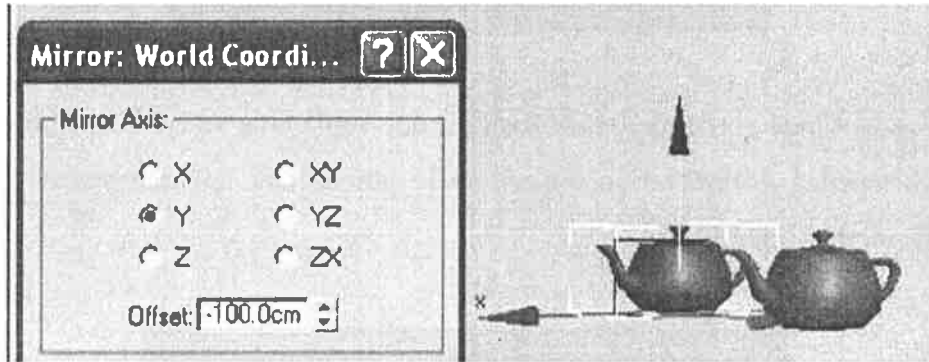 Mirror: World Coordi... ? X
Mirror Axis:
X XY
Y YZ
Z ZX
Offset: -100.0cm
x